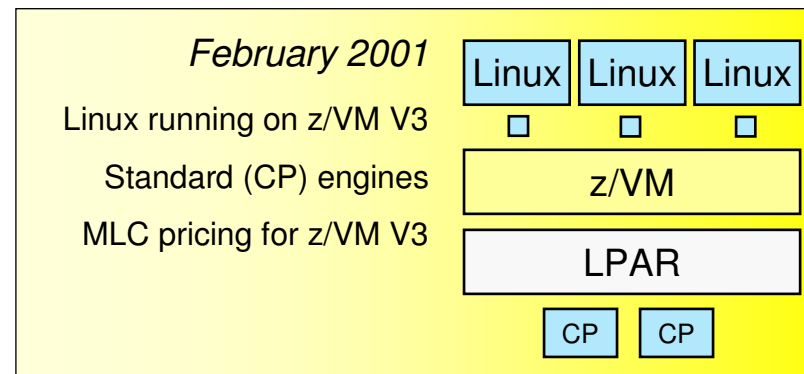 February 2001
Linux running on z/VM V3
Standard (CP) engines
MLC pricing for z/VM V3
Linux Linux Linux
z/VM
LPAR
CP CP